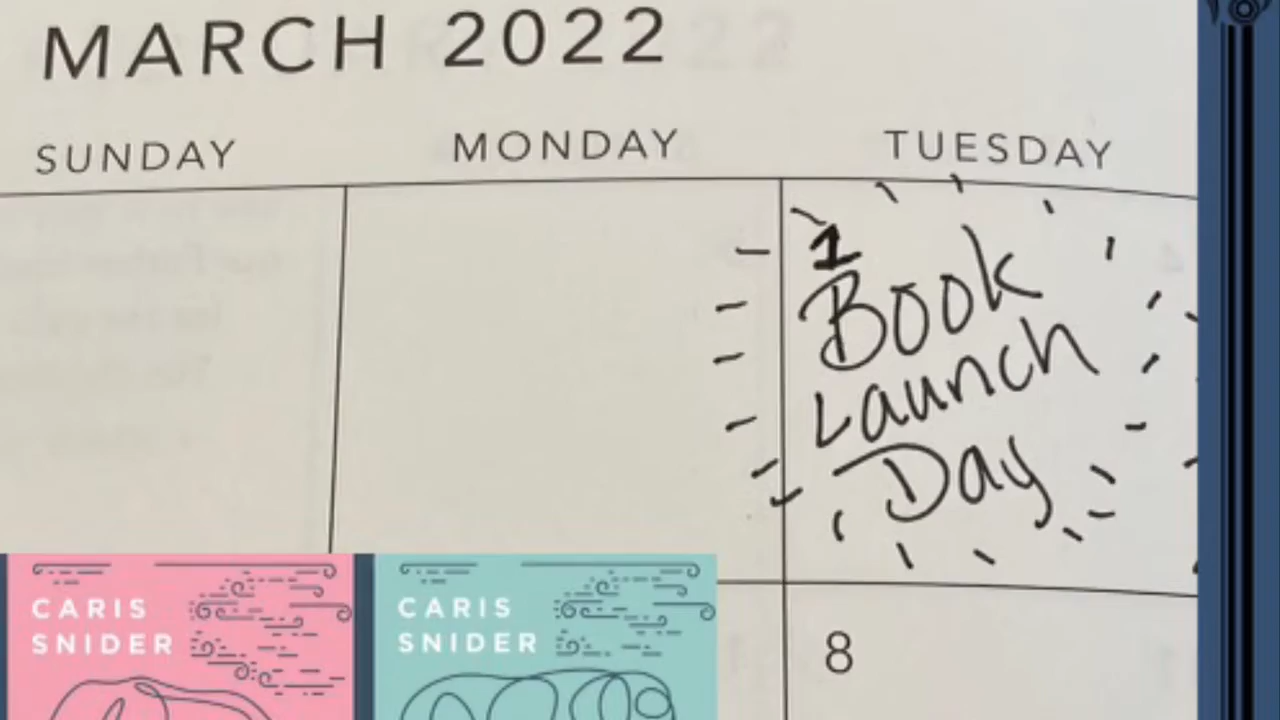 MARCH 2022
SUNDAY MONDAY TUESDAY
1
Book
Launch
Day
8
CARIS
SNIDER
CARIS
SNIDER